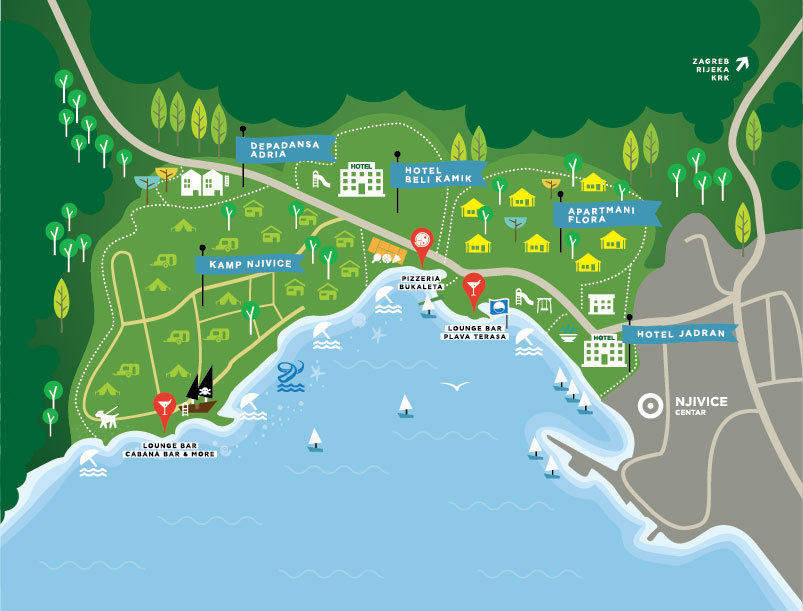 ZAGREB
RIJEKA
KRK
DEPADANSA
ADRIA
HOTEL
HOTEL
BELI KAMIK
APARTMANI
FLORA
KAMP NJIVICE
PIZZERIA
BUKALETA
LOUNGE BAR
PLAVA TERASA
HOTEL
HOTEL JADRAN
NJIVICE
CENTAR
LOUNGE BAR
CABANA BAR & MORE